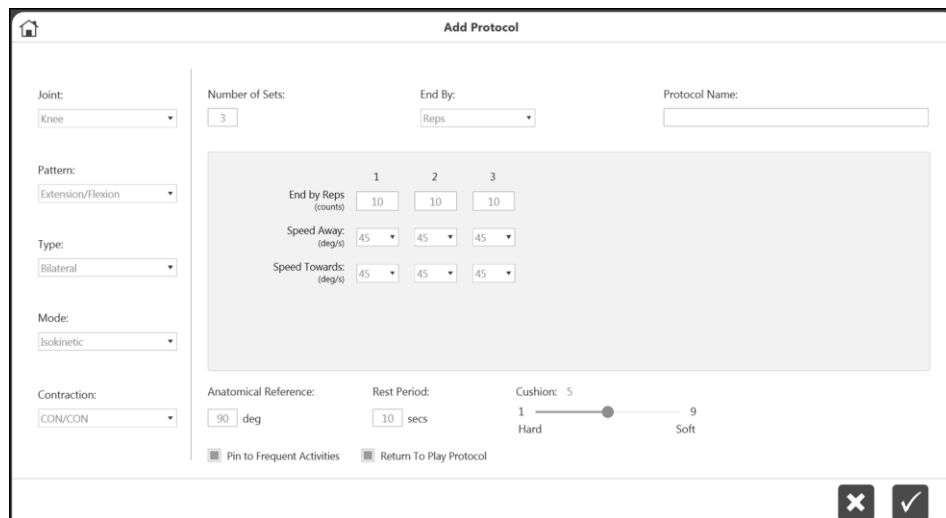 Add Protocol
Joint:
Knee
Pattern:
Extension/Flexion
Type:
Bilateral
Mode:
Isokinetic
Contraction:
CON/CON
Number of Sets:
3
End By:
Reps
Protocol Name:
1 2 3
End by Reps 10 10 10
(counts)
Speed Away: 45 45 45
(deg/s)
Speed Towards: 45 45 45
(deg/s)
Anatomical Reference:
90 deg
Rest Period:
10 secs
Cushion: 5
1 9
Hard Soft
Pin to Frequent Activities
Return To Play Protocol